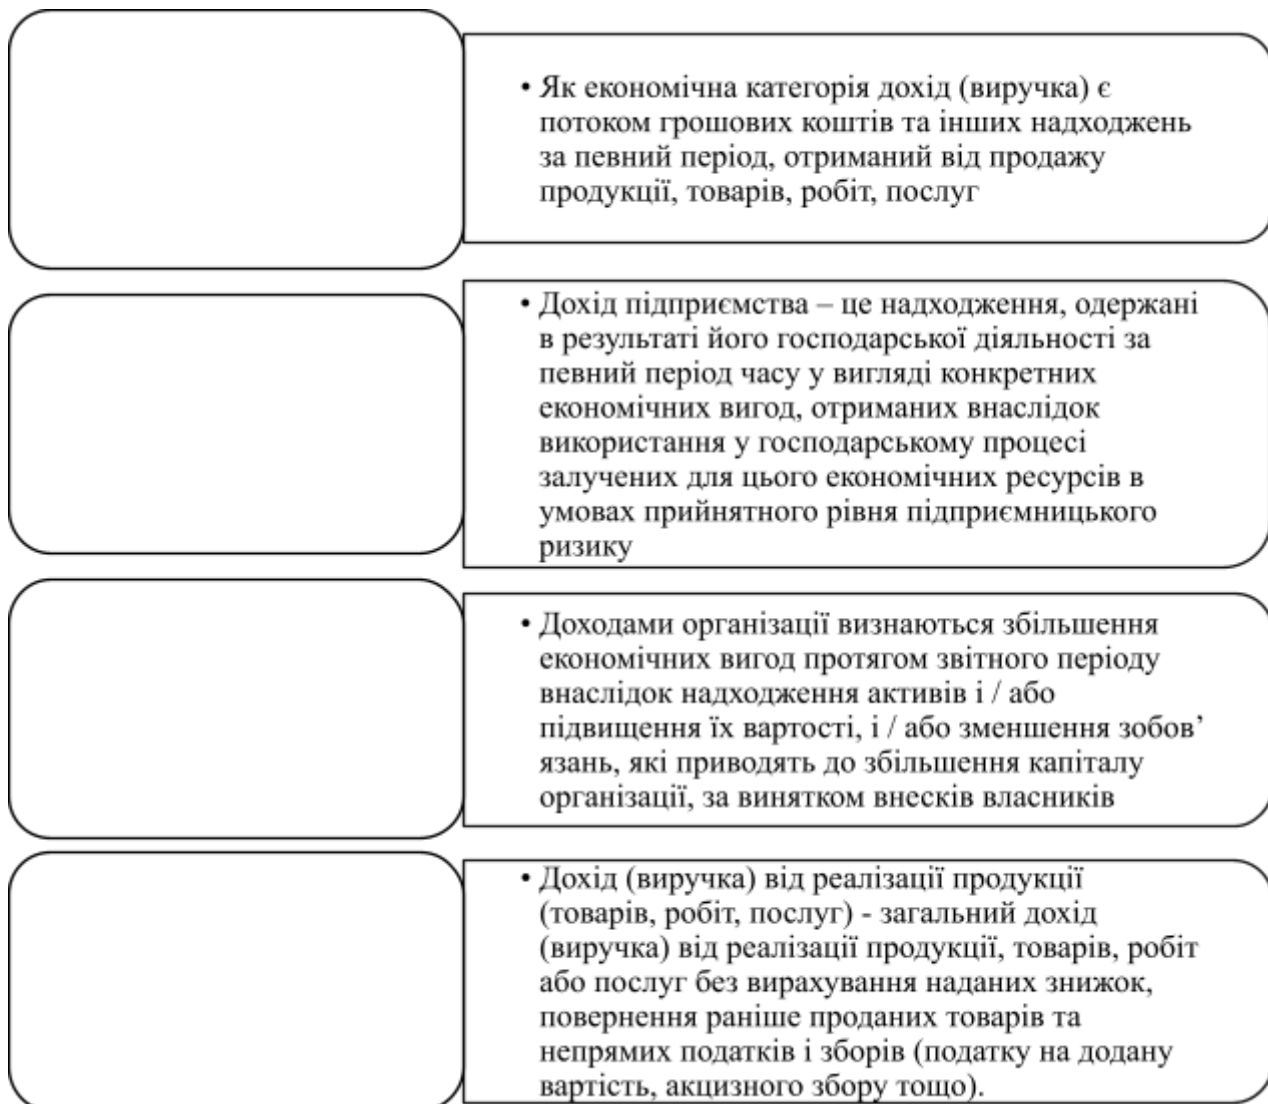 • Як економічна категорія дохід (виручка) є
потоком грошових коштів та інших надходжень
за певний період, отриманий від продажу
продукції, товарів, робіт, послуг
• Дохід підприємства – це надходження, одержані
в результаті його господарської діяльності за
певний період часу у вигляді конкретних
економічних вигод, отриманих внаслідок
використання у господарському процесі
залучених для цього економічних ресурсів в
умовах прийнятного рівня підприємницького
ризику
• Доходами організації визнаються збільшення
економічних вигод протягом звітного періоду
внаслідок надходження активів і / або
підвищення їх вартості, і / або зменшення зобов’
язань, які приводять до збільшення капіталу
організації, за винятком внесків власників
• Дохід (виручка) від реалізації продукції
(товарів, робіт, послуг) - загальний дохід
(виручка) від реалізації продукції, товарів, робіт
або послуг без вирахування наданих знижок,
повернення раніше проданих товарів та
непрямих податків і зборів (податку на додану
вартість, акцизного збору тощо).